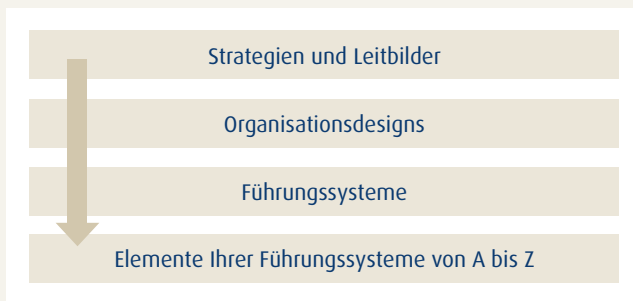 Strategien und Leitbilder
Organisationsdesigns
Führungssysteme
Elemente Ihrer Führungssysteme von A bis Z